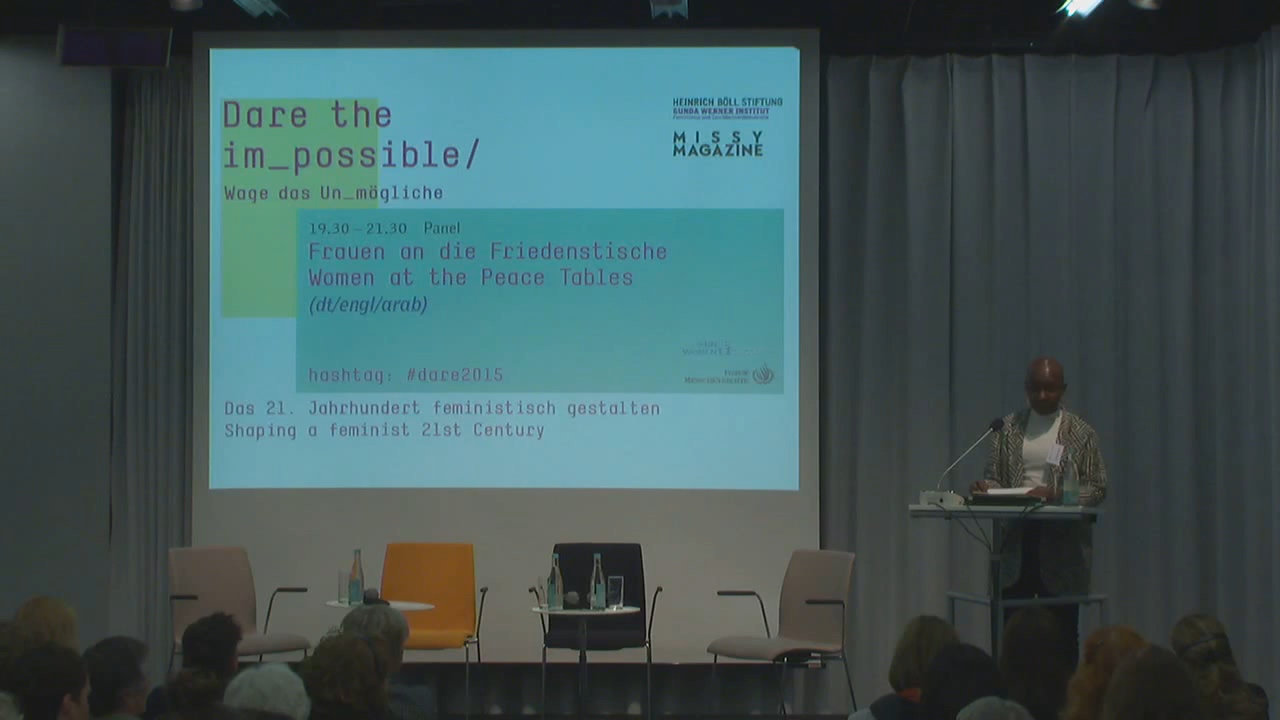 Dare the
im_possible/
Wage das Un_mögliche
HEINRICH BÖLL STIFTUNG
GUNDA WERNER INSTITUT
MISSY
MAGAZINE
19.30 – 21.30 Panel
Frauen an die Friedenstische
Women at the Peace Tables
(dt/engl/arab)
hashtag: #dare2015
FORUM
MENSCHENRECHTE
Das 21. Jahrhundert feministisch gestalten
Shaping a feminist 21st Century